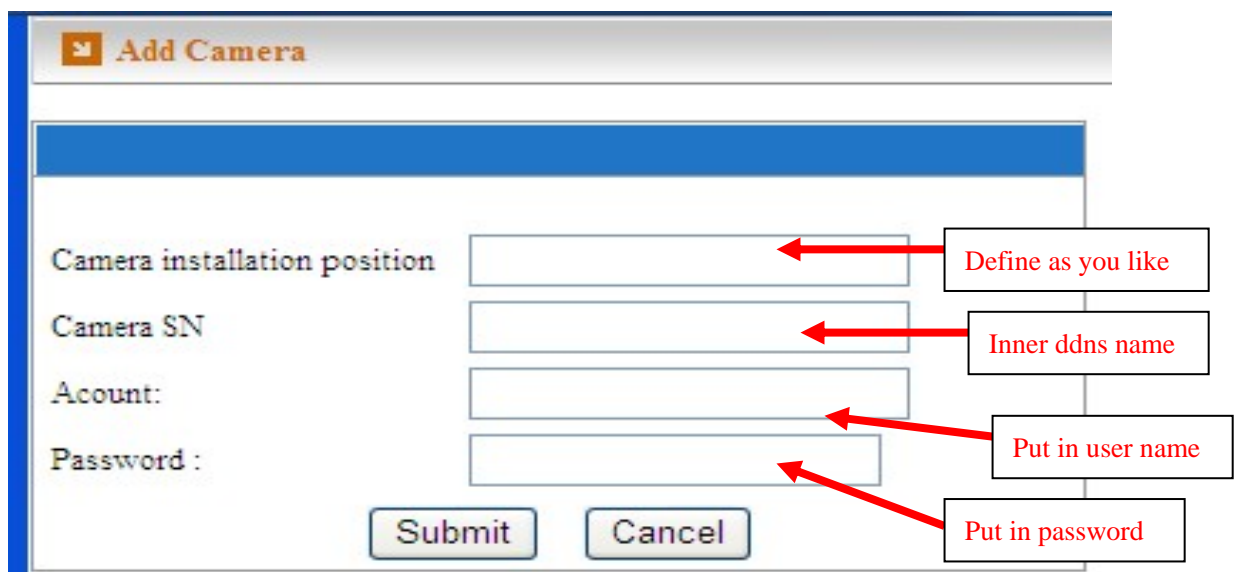 Add Camera
Camera installation position
Define as you like
Camera SN
Inner ddns name
Acount:
Put in user name
Password :
Put in password
Submit Cancel